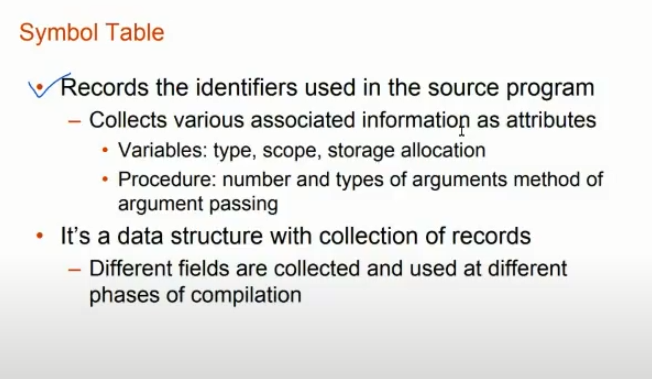 Symbol Table
• Records the identifiers used in the source program
– Collects various associated information as attributes
• Variables: type, scope, storage allocation
• Procedure: number and types of arguments method of
argument passing
• It's a data structure with collection of records
– Different fields are collected and used at different
phases of compilation